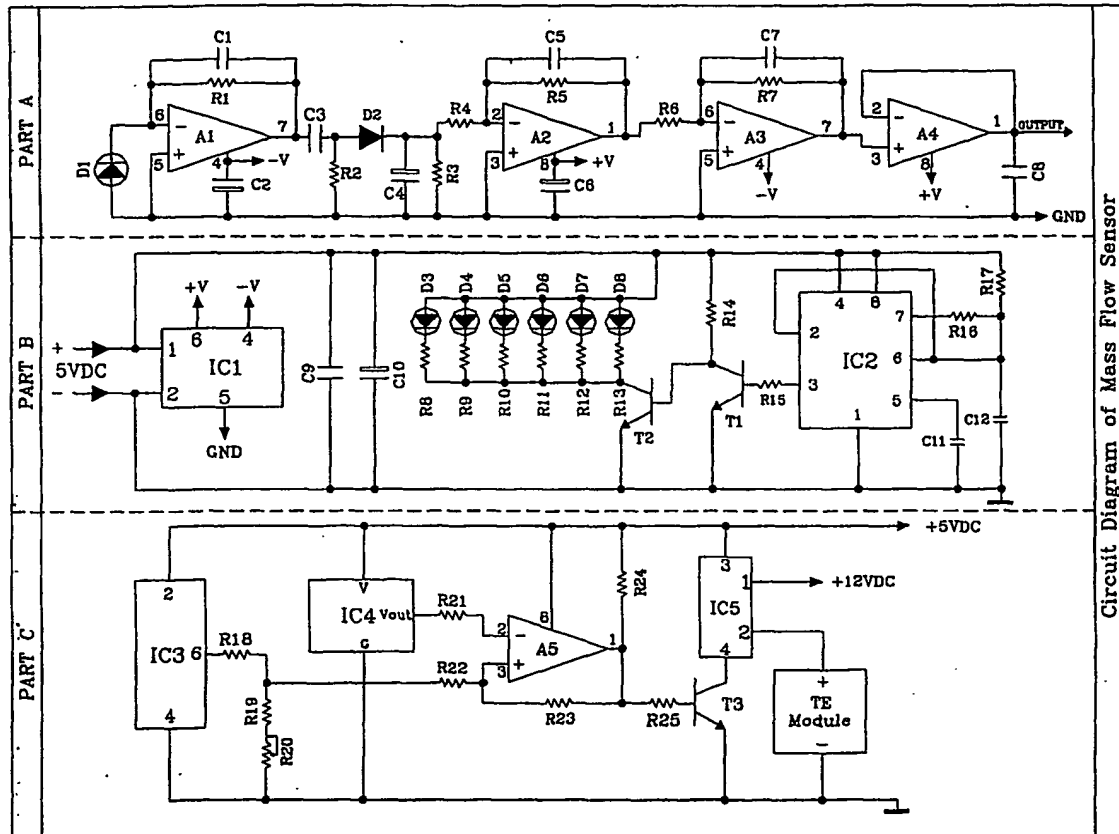 PART A
C1
R1
6
A1
7
5
4
-V
C2
D1
C3
D2
R2
C4
R3
R4
C5
R5
2
A2
1
3
8
+V
C6
R6
C7
R7
6
A3
7
5
4
-V
2
A4
1
3
8
+V
OUTPUT
C8
GND
PART B
+
5VDC
-
+V
-V
6
4
1
IC1
2
5
GND
C9
C10
D3
D4
D5
D6
D7
D8
R8
R9
R10
R11
R12
R13
T2
R14
T1
R15
4
8
2
7
IC2
6
3
5
1
R16
R17
C11
C12
PART C
+5VDC
2
IC3
6
4
R18
R19
R20
V
IC4
Vout
G
R21
R22
2
8
A5
1
3
R23
R24
R25
T3
3
1
IC5
2
4
+12VDC
+
TE
Module
-
Circuit Diagram of Mass Flow Sensor